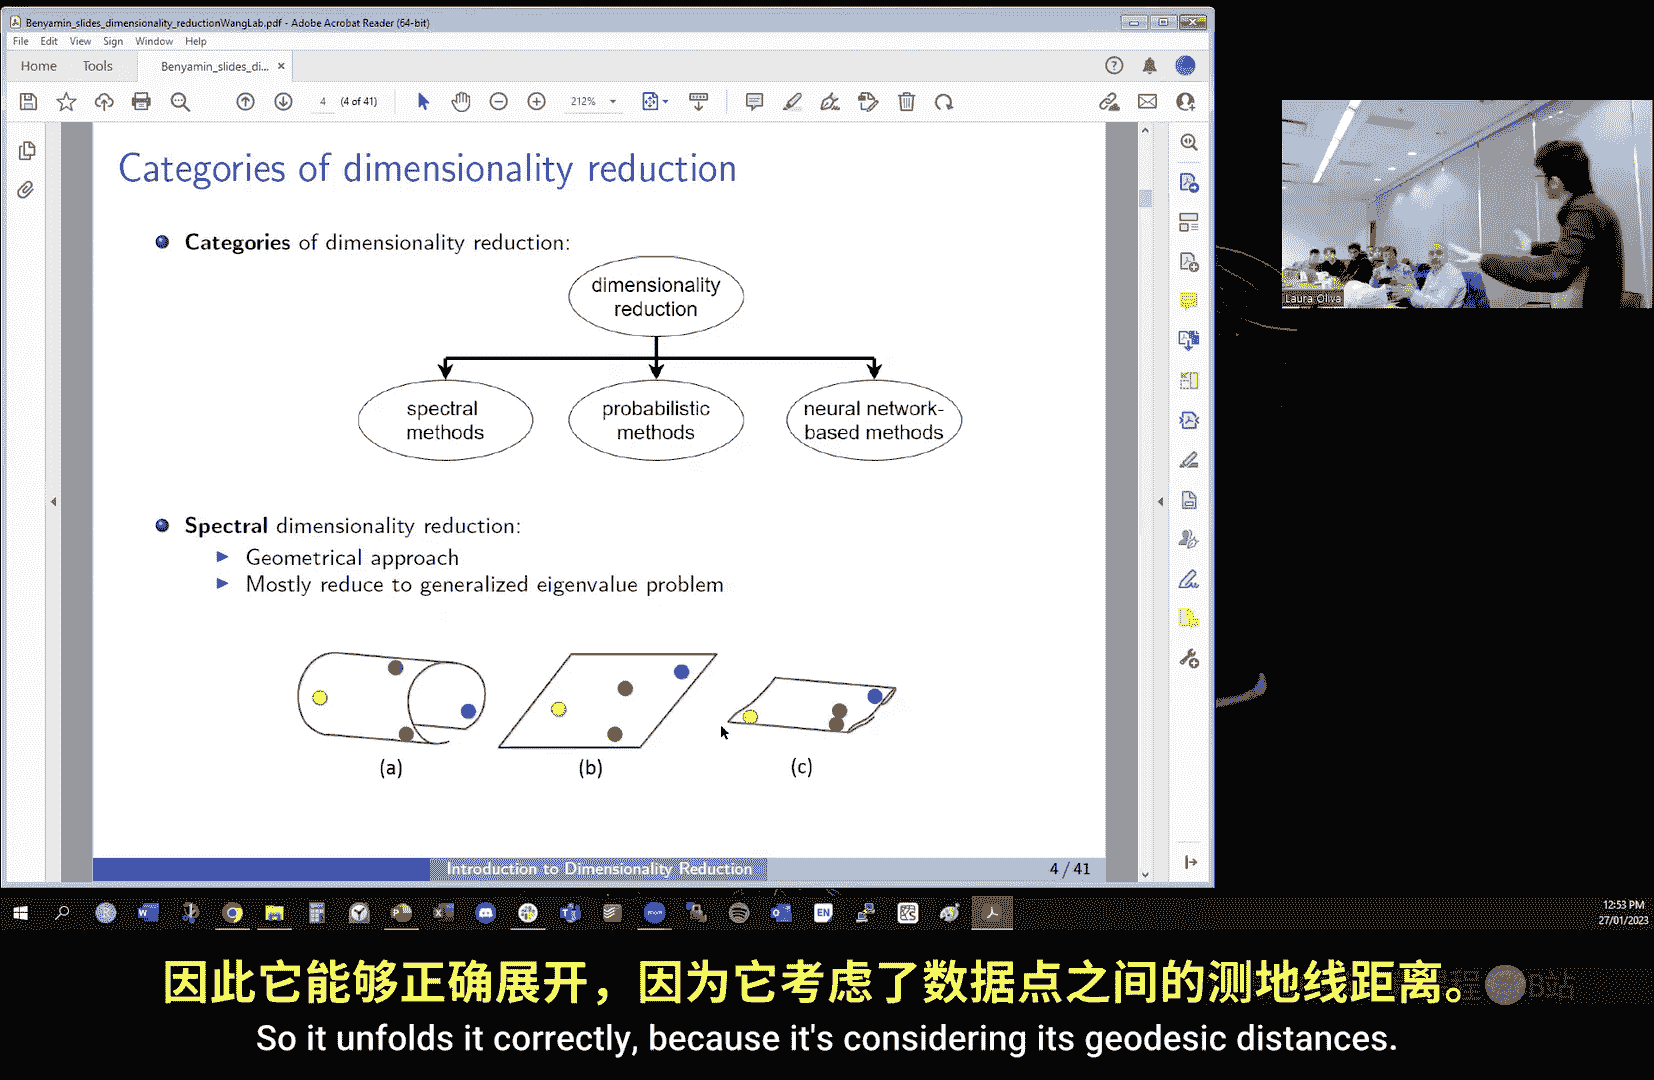 Benyamin_slides_dimensionality_reductionWangLab.pdf - Adobe Acrobat Reader (64-bit)
File Edit View Sign Window Help
Home Tools Benyamin_slides_di... ×
4 (4 of 41) 212%
Categories of dimensionality reduction
Categories of dimensionality reduction:
dimensionality
reduction
spectral
methods
probabilistic
methods
neural network-
based methods
Spectral dimensionality reduction:
Geometrical approach
Mostly reduce to generalized eigenvalue problem
(a) (b) (c)
Introduction to Dimensionality Reduction 4 / 41
Laura Oliva
EN
12:53 PM
27/01/2023
因此它能够正确展开，因为它考虑了数据点之间的测地线距离。
B站
So it unfolds it correctly, because it's considering its geodesic distances.